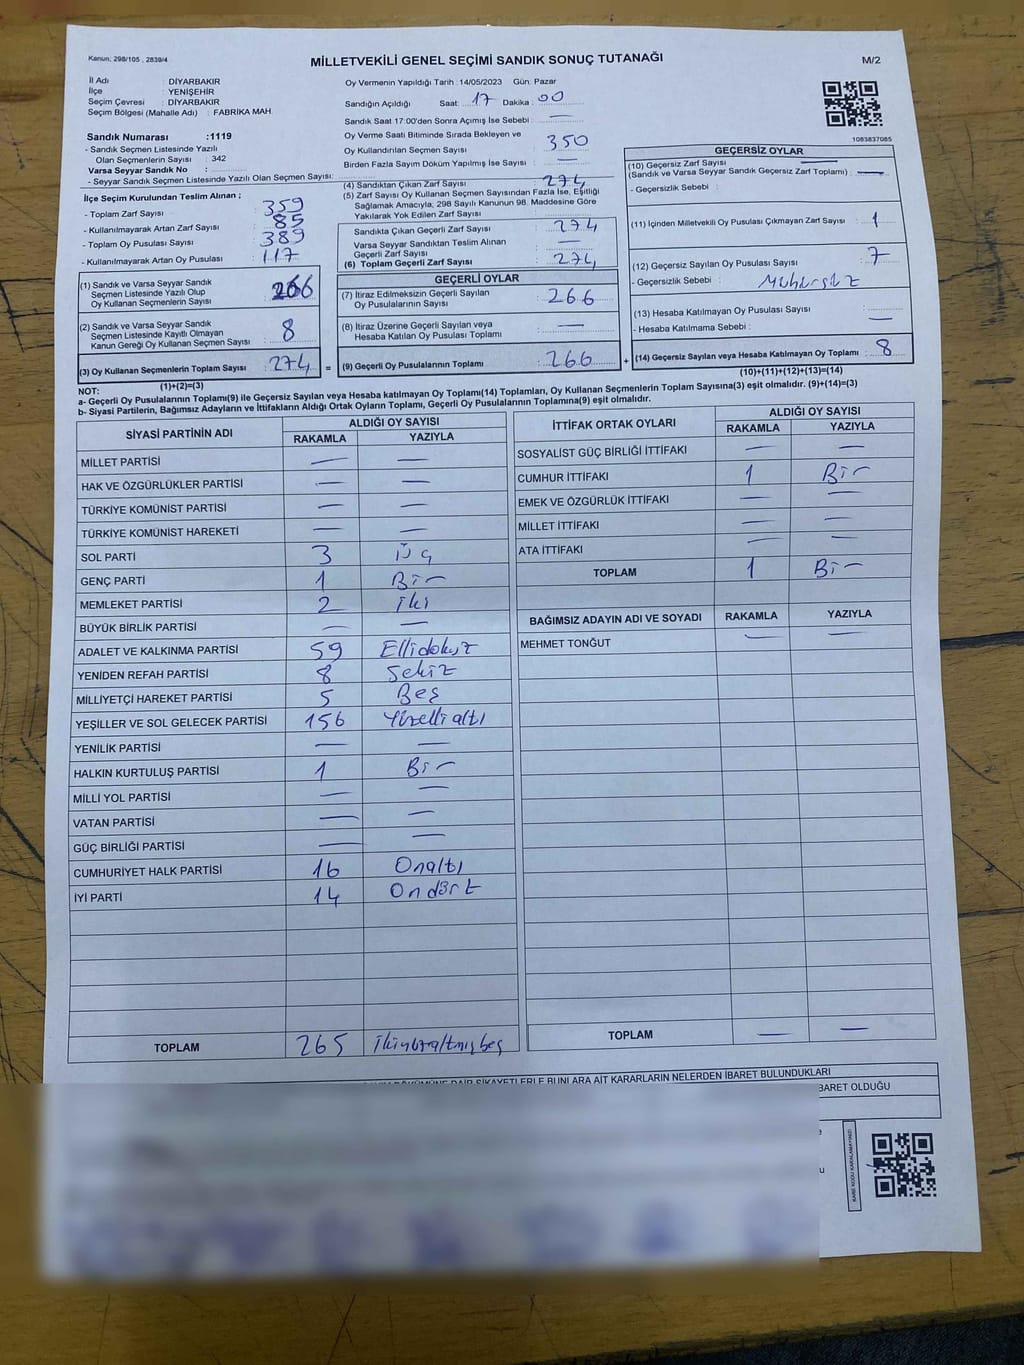 Kanun: 298/105 , 2839/4
MİLLETVEKİLİ GENEL SEÇİMİ SANDIK SONUÇ TUTANAĞI
M/2
İl Adı : DİYARBAKIR
İlçe : YENİŞEHİR
Seçim Çevresi : DİYARBAKIR
Seçim Bölgesi (Mahalle Adı) : FABRİKA MAH
Sandık Numarası :1119
- Sandık Seçmen Listesinde Yazılı
Olan Seçmenlerin Sayısı : 342
Varsa Seyyar Sandık No :
- Seyyar Sandık Seçmen Listesinde Yazılı Olan Seçmen Sayısı:
Oy Vermenin Yapıldığı Tarih : 14/05/2023 Gün: Pazar
Sandığın Açıldığı Saat: 17 Dakika: 00
Sandık Saat 17:00'den Sonra Açımış İse Sebebi : —
Oy Verme Saati Bitiminde Sırada Bekleyen ve
Oy Kullandırılan Seçmen Sayısı : 350
Birden Fazla Sayım Döküm Yapılmış İse Sayısı : —
1083837085
İlçe Seçim Kurulundan Teslim Alınan ;
- Toplam Zarf Sayısı : 359
- Kullanılmayarak Artan Zarf Sayısı : 85
- Toplam Oy Pusulası Sayısı : 389
- Kullanılmayarak Artan Oy Pusulası : 117
(1) Sandık ve Varsa Seyyar Sandık
Seçmen Listesinde Yazılı Olup
Oy Kullanan Seçmenlerin Sayısı : 266
(2) Sandık ve Varsa Seyyar Sandık
Seçmen Listesinde Kayıtlı Olmayan
Kanun Gereği Oy Kullanan Seçmen Sayısı : 8
(3) Oy Kullanan Seçmenlerin Toplam Sayısı : 274
(1)+(2)=(3)
(4) Sandıktan Çıkan Zarf Sayısı : 274
(5) Zarf Sayısı Oy Kullanan Seçmen Sayısından Fazla İse, Eşitliği
Sağlamak Amacıyla, 298 Sayılı Kanunun 98. Maddesine Göre
Yakılarak Yok Edilen Zarf Sayısı :
Sandıkta Çıkan Geçerli Zarf Sayısı : 274
Varsa Seyyar Sandıktan Teslim Alınan
Geçerli Zarf Sayısı : —
(6) Toplam Geçerli Zarf Sayısı : 274
GEÇERLİ OYLAR
(7) İtiraz Edilmeksizin Geçerli Sayılan
Oy Pusulalarının Sayısı : 266
(8) İtiraz Üzerine Geçerli Sayılan veya
Hesaba Katılan Oy Pusulası Toplamı : —
= (9) Geçerli Oy Pusulalarının Toplamı : 266
GEÇERSİZ OYLAR
(10) Geçersiz Zarf Sayısı : —
(Sandık ve Varsa Seyyar Sandık Geçersiz Zarf Toplamı) : —
- Geçersizlik Sebebi :
(11) İçinden Milletvekili Oy Pusulası Çıkmayan Zarf Sayısı : 1
(12) Geçersiz Sayılan Oy Pusulası Sayısı : 7
- Geçersizlik Sebebi : Mühürsüz
(13) Hesaba Katılmayan Oy Pusulası Sayısı : —
- Hesaba Katılmama Sebebi :
+ (14) Geçersiz Sayılan veya Hesaba Katılmayan Oy Toplamı : 8
(10)+(11)+(12)+(13)=(14)
NOT:
a- Geçerli Oy Pusulalarının Toplamı(9) ile Geçersiz Sayılan veya Hesaba katılmayan Oy Toplamı(14) Toplamları, Oy Kullanan Seçmenlerin Toplam Sayısına(3) eşit olmalıdır. (9)+(14)=(3)
b- Siyasi Partilerin, Bağımsız Adayların ve İttifakların Aldığı Ortak Oyların Toplamı, Geçerli Oy Pusulalarının Toplamına(9) eşit olmalıdır.
SİYASİ PARTİNİN ADI ALDIĞI OY SAYISI
RAKAMLA YAZIYLA
MİLLET PARTİSİ — —
HAK VE ÖZGÜRLÜKLER PARTİSİ — —
TÜRKİYE KOMÜNİST PARTİSİ — —
TÜRKİYE KOMÜNİST HAREKETİ — —
SOL PARTİ 3 Üç
GENÇ PARTİ 1 Bir
MEMLEKET PARTİSİ 2 iki
BÜYÜK BİRLİK PARTİSİ — —
ADALET VE KALKINMA PARTİSİ 59 Ellidokuz
YENİDEN REFAH PARTİSİ 8 Sekiz
MİLLİYETÇİ HAREKET PARTİSİ 5 Beş
YEŞİLLER VE SOL GELECEK PARTİSİ 156 Yüzellialtı
YENİLİK PARTİSİ — —
HALKIN KURTULUŞ PARTİSİ 1 Bir
MİLLİ YOL PARTİSİ — —
VATAN PARTİSİ — —
GÜÇ BİRLİĞİ PARTİSİ — —
CUMHURİYET HALK PARTİSİ 16 Onaltı
İYİ PARTİ 14 Ondört
TOPLAM 265 ikiyüzaltmışbeş
İTTİFAK ORTAK OYLARI ALDIĞI OY SAYISI
RAKAMLA YAZIYLA
SOSYALİST GÜÇ BİRLİĞİ İTTİFAKI — —
CUMHUR İTTİFAKI 1 Bir
EMEK VE ÖZGÜRLÜK İTTİFAKI — —
MİLLET İTTİFAKI — —
ATA İTTİFAKI — —
TOPLAM 1 Bir
BAĞIMSIZ ADAYIN ADI VE SOYADI RAKAMLA YAZIYLA
MEHMET TONĞUT — —
TOPLAM — —
DÖKÜMÜNE DAİR ŞİKAYETLERLE BUNLARA AİT KARARLARIN NELERDEN İBARET BULUNDUKLARI
BARET OLDUĞU